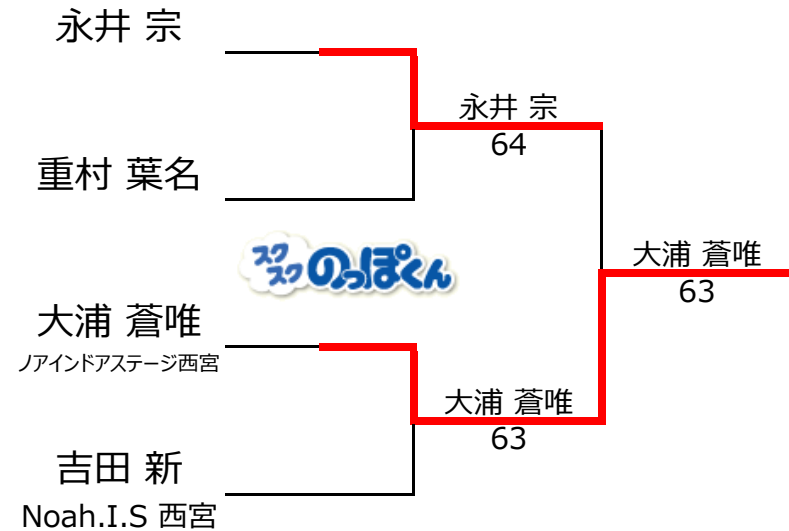 永井 宗
永井 宗
64
重村 葉名
スクスクのっぽくん
大浦 蒼唯
63
大浦 蒼唯
ノアインドアステージ西宮
大浦 蒼唯
63
吉田 新
Noah.I.S 西宮